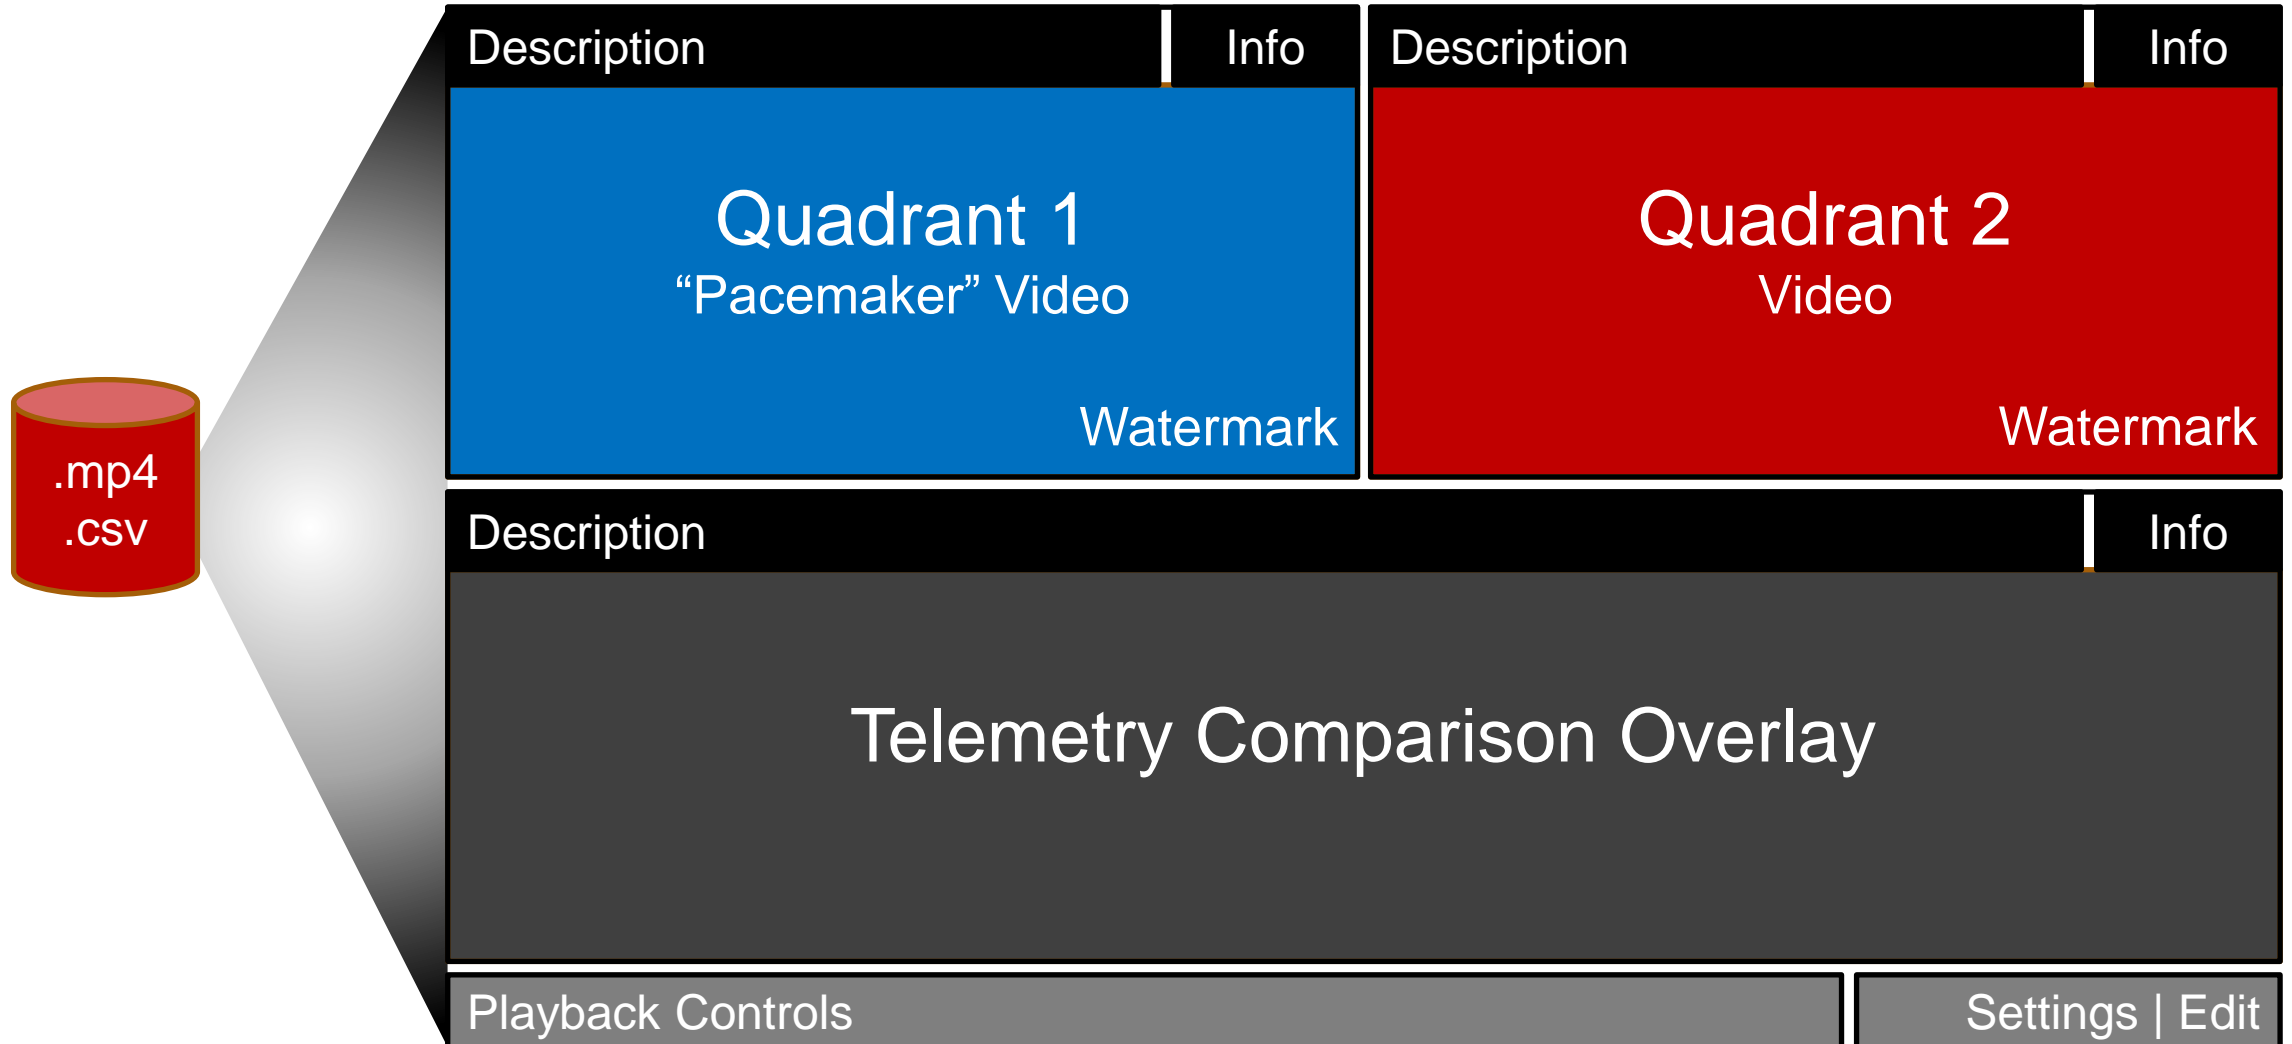 Description
Info
Description
Info
Quadrant 1
“Pacemaker” Video
Watermark
Quadrant 2
Video
Watermark
.mp4
.csv
Description
Info
Telemetry Comparison Overlay
Playback Controls
Settings | Edit